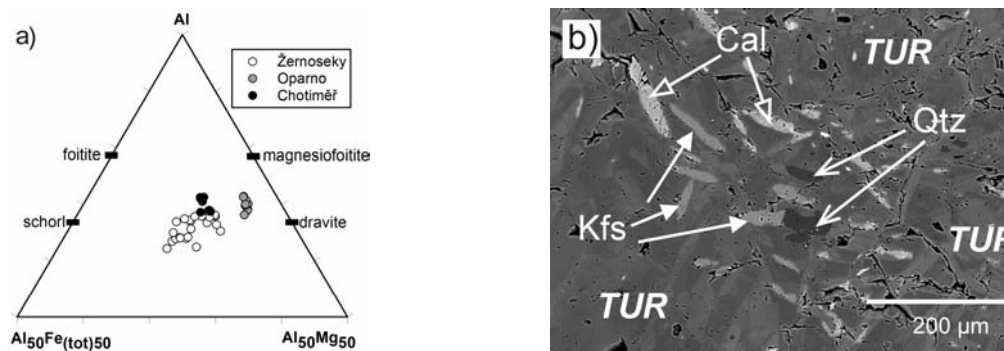 a)
Al
Žernoseky
Oparno
Chotiměř
foitite
magnesiofoitite
schorl
dravite
Al50Fe(tot)50
Al50Mg50
b)
Cal
TUR
Qtz
Kfs
TUR
TUR
200 µm